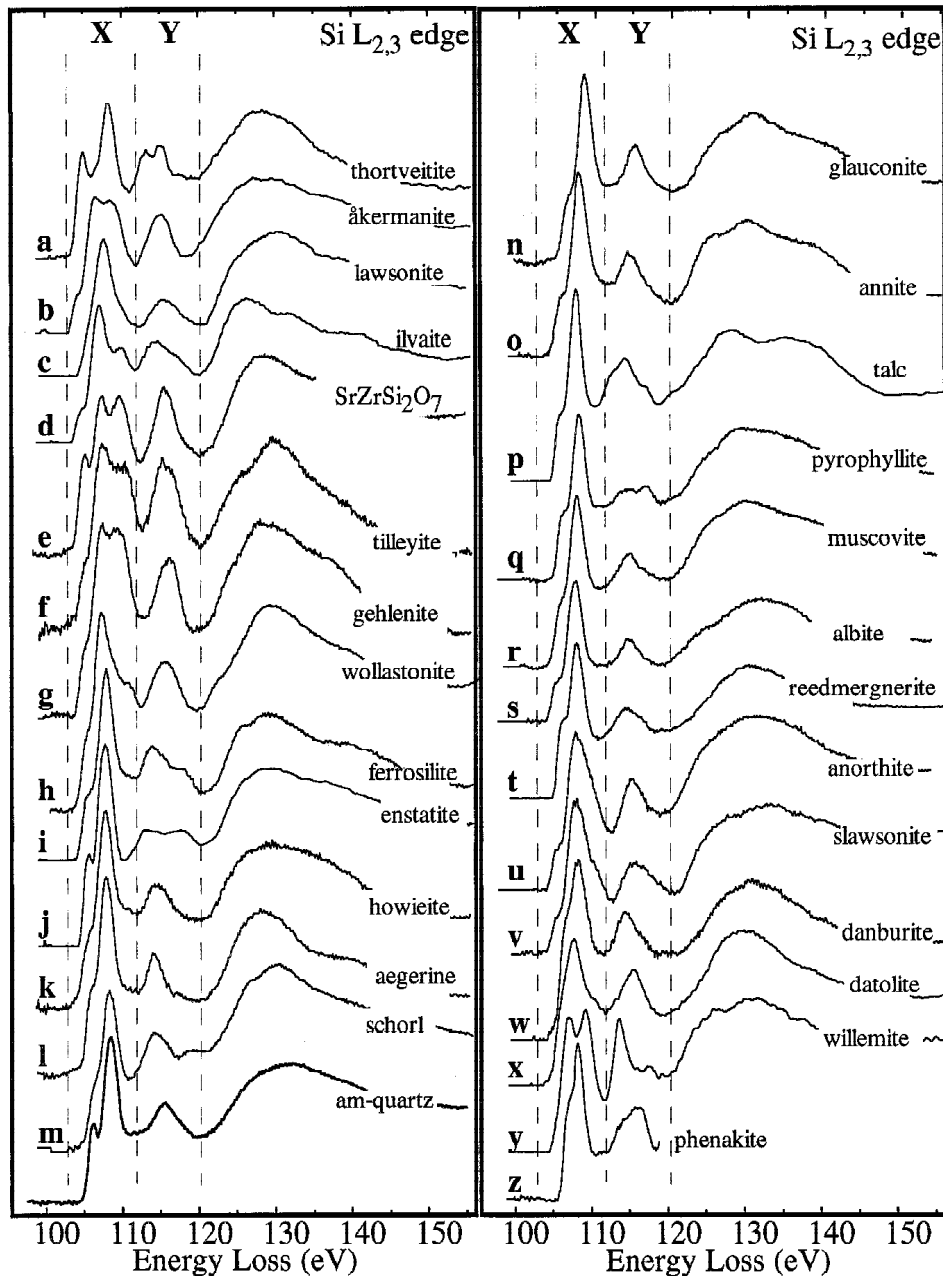 X Y Si L2,3 edge
thortveitite
åkermanite
a
lawsonite
b
ilvaite
c
SrZrSi2O7
d
e
tilleyite
f
gehlenite
g
wollastonite
h
ferrosilite
i
enstatite
j
howieite
k
aegerine
l
schorl
m
am-quartz
100 110 120 130 140 150
Energy Loss (eV)
X Y Si L2,3 edge
glauconite
n
annite
o
talc
p
pyrophyllite
q
muscovite
r
albite
s
reedmergnerite
t
anorthite
u
slawsonite
v
danburite
w
datolite
x
willemite
y
phenakite
z
100 110 120 130 140 150
Energy Loss (eV)